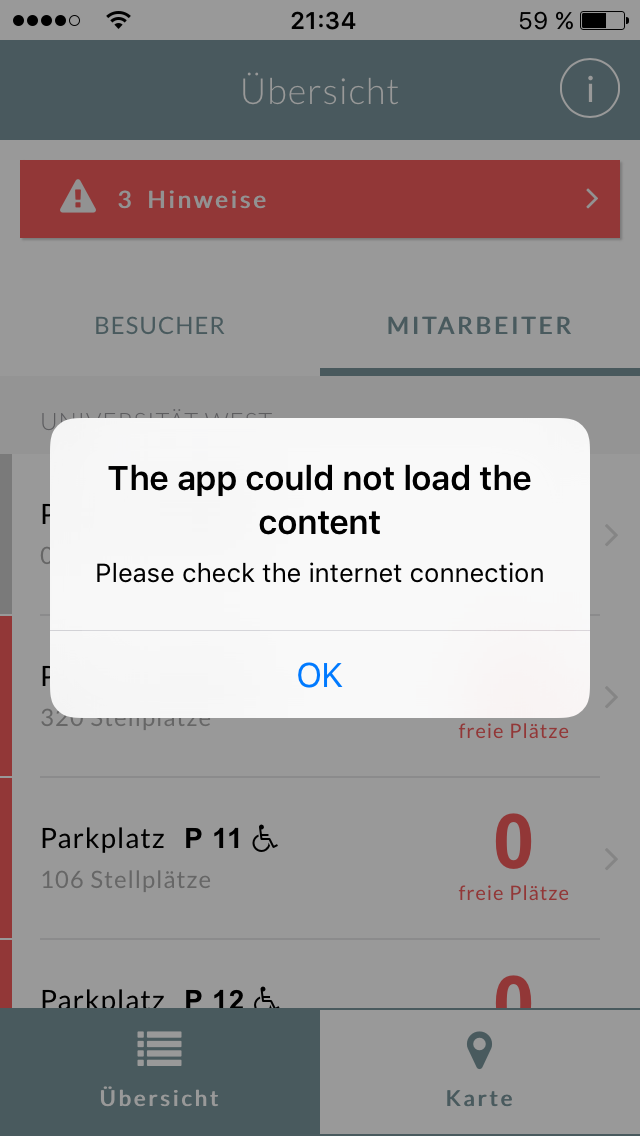 21:34 59 %
Übersicht i
3 Hinweise
BESUCHER MITARBEITER
UNIVERSITÄT WEST
The app could not load the
content
Please check the internet connection
OK
320 Stellplätze
freie Plätze
Parkplatz P 11 0
106 Stellplätze
freie Plätze
Parkplatz P 12 0
Übersicht Karte